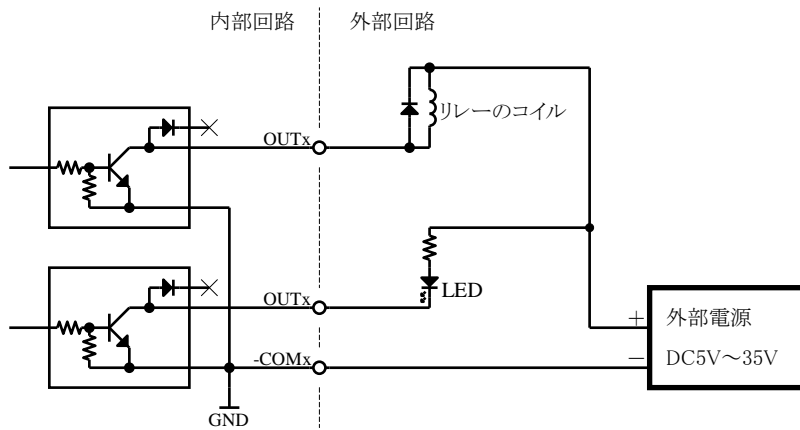 内部回路
外部回路
リレーのコイル
OUTx
LED
OUTx
+
外部電源
-COMx
−
DC5V～35V
GND